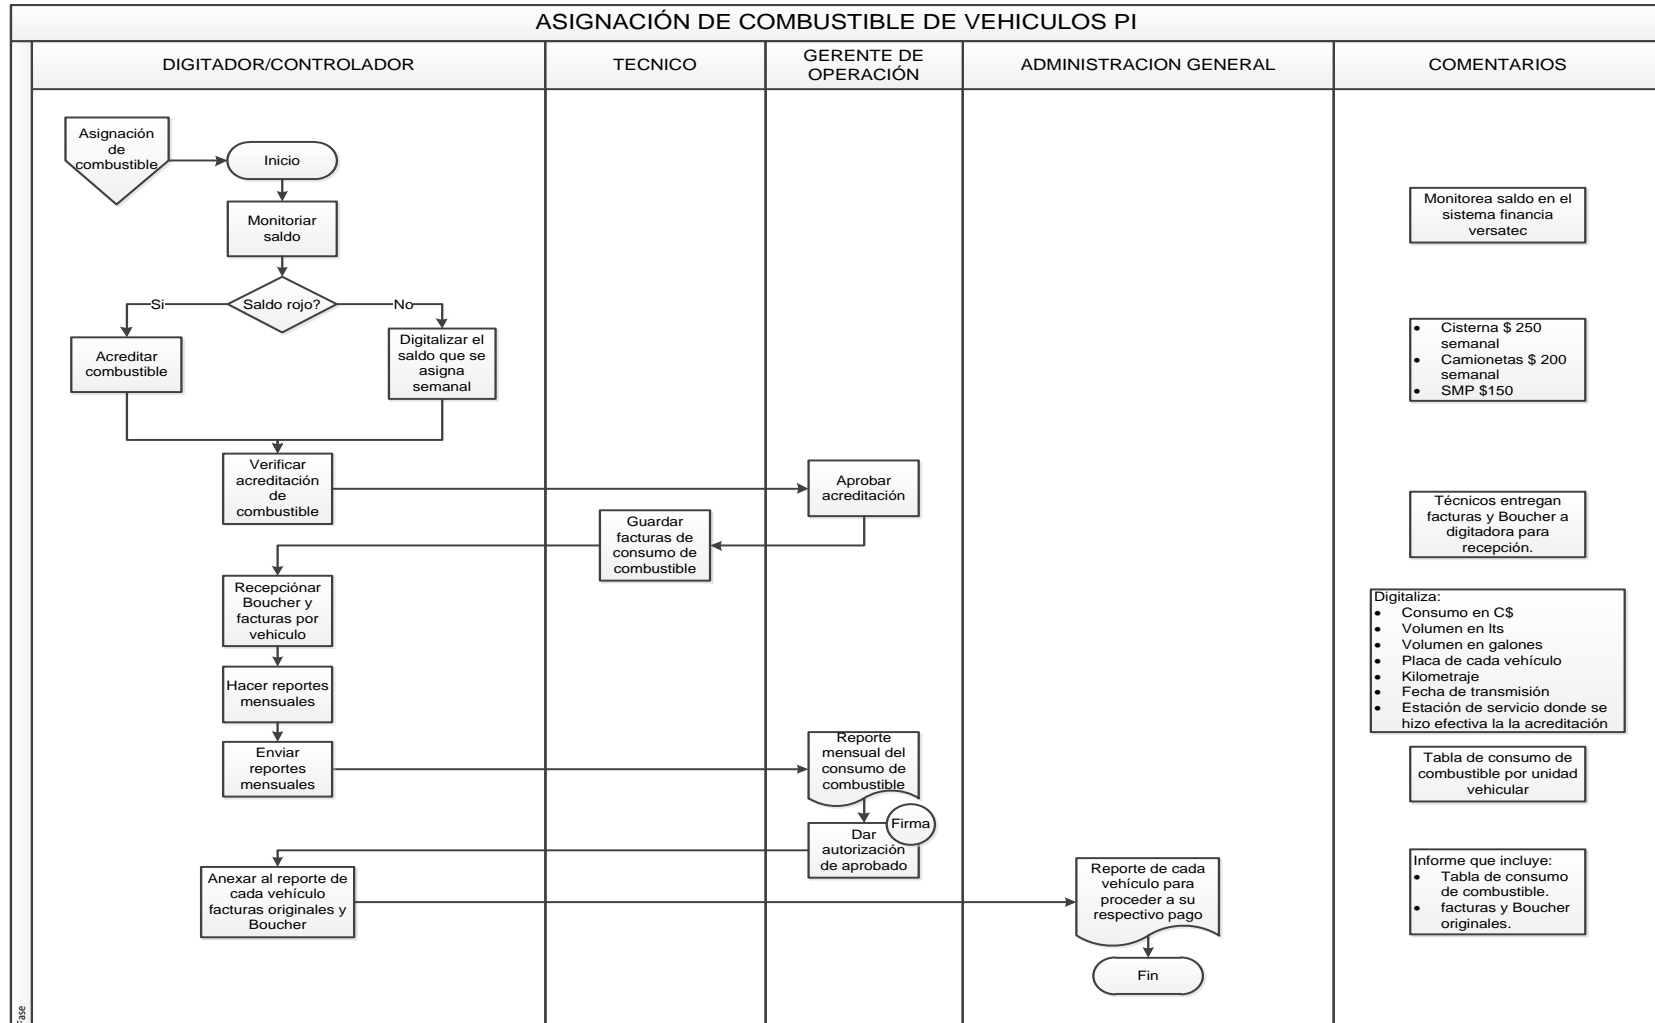 ASIGNACIÓN DE COMBUSTIBLE DE VEHICULOS PI
DIGITADOR/CONTROLADOR
TECNICO
GERENTE DE
OPERACIÓN
ADMINISTRACION GENERAL
COMENTARIOS
Asignación
de
combustible
Inicio
Monitoriar
saldo
Monitorea saldo en el
sistema financia
versatec
Saldo rojo?
Si
No
Acreditar
combustible
Digitalizar el
saldo que se
asigna
semanal
• Cisterna $ 250
semanal
• Camionetas $ 200
semanal
• SMP $150
Verificar
acreditación
de
combustible
Aprobar
acreditación
Guardar
facturas de
consumo de
combustible
Técnicos entregan
facturas y Boucher a
digitadora para
recepción.
Recepciónar
Boucher y
facturas por
vehiculo
Digitaliza:
• Consumo en C$
• Volumen en lts
• Volumen en galones
• Placa de cada vehículo
• Kilometraje
• Fecha de transmisión
• Estación de servicio donde se
hizo efectiva la la acreditación
Hacer reportes
mensuales
Enviar
reportes
mensuales
Reporte
mensual del
consumo de
combustible
Tabla de consumo de
combustible por unidad
vehicular
Firma
Dar
autorización
de aprobado
Anexar al reporte de
cada vehículo
facturas originales y
Boucher
Reporte de cada
vehículo para
proceder a su
respectivo pago
Informe que incluye:
• Tabla de consumo
de combustible.
• facturas y Boucher
originales.
Fin
Fase